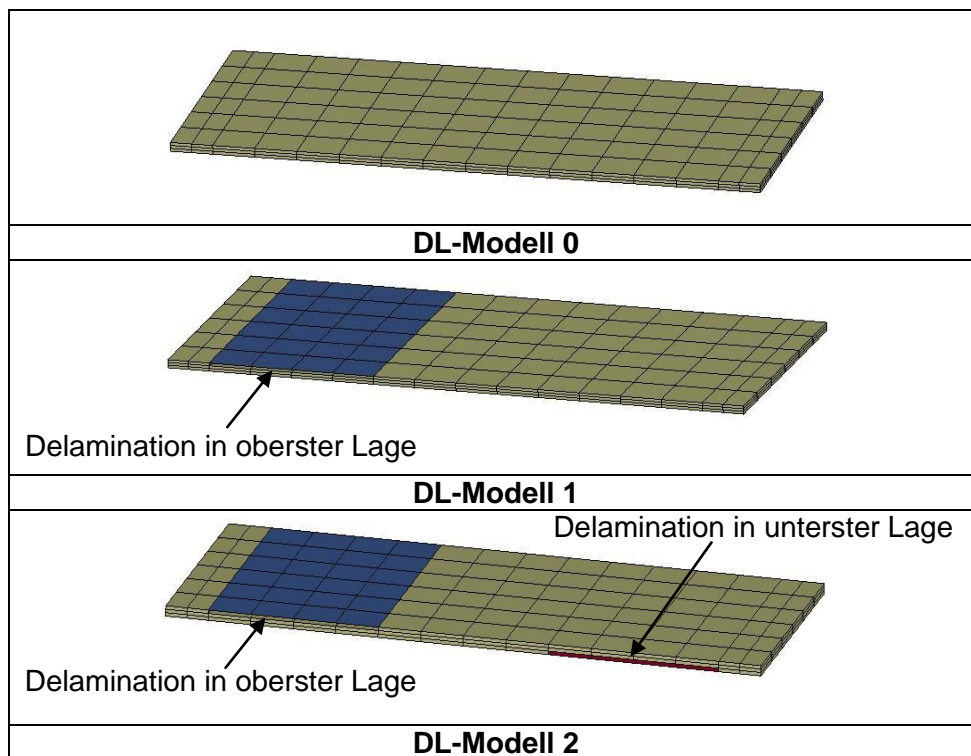 DL-Modell 0
Delamination in oberster Lage
DL-Modell 1
Delamination in unterster Lage
Delamination in oberster Lage
DL-Modell 2